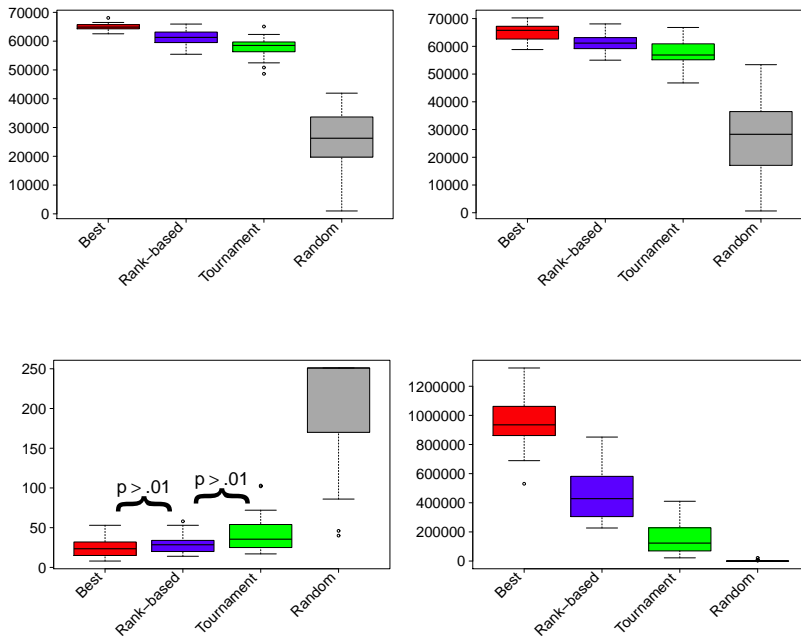 70000
60000
50000
40000
30000
20000
10000
0
Best
Rank−based
Tournament
Random
70000
60000
50000
40000
30000
20000
10000
0
Best
Rank−based
Tournament
Random
250
200
150
100
50
0
p > .01
p > .01
Best
Rank−based
Tournament
Random
1200000
1000000
800000
600000
400000
200000
0
Best
Rank−based
Tournament
Random